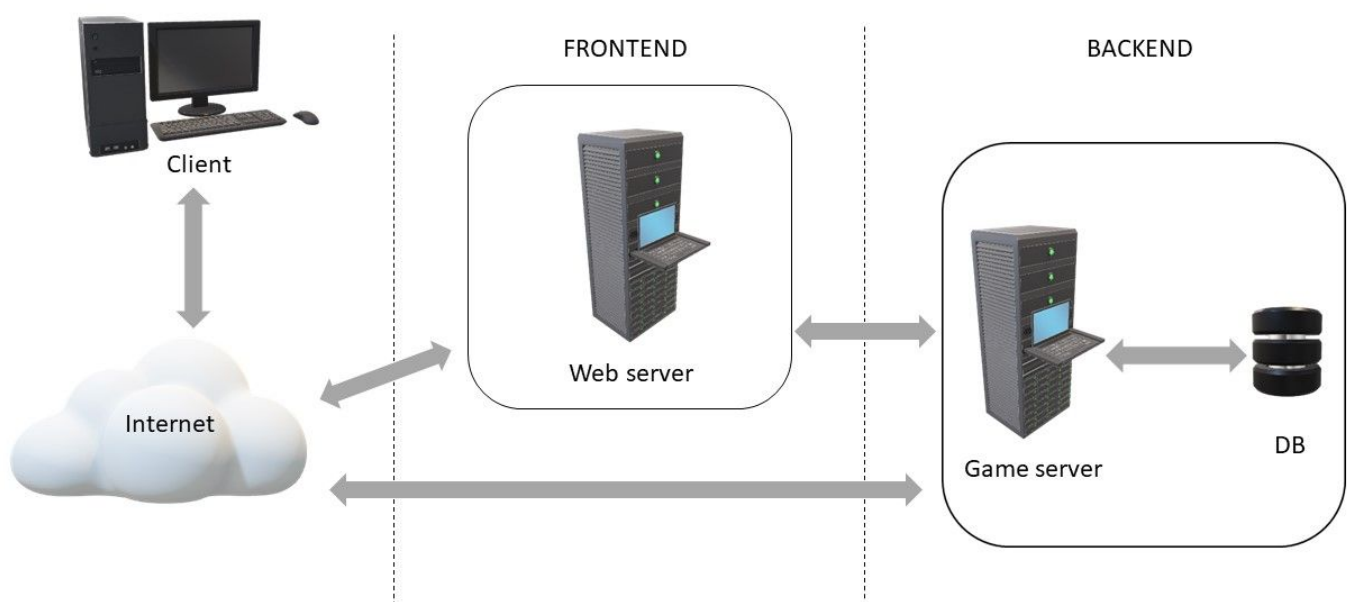 FRONTEND
BACKEND
Client
Web server
Internet
DB
Game server